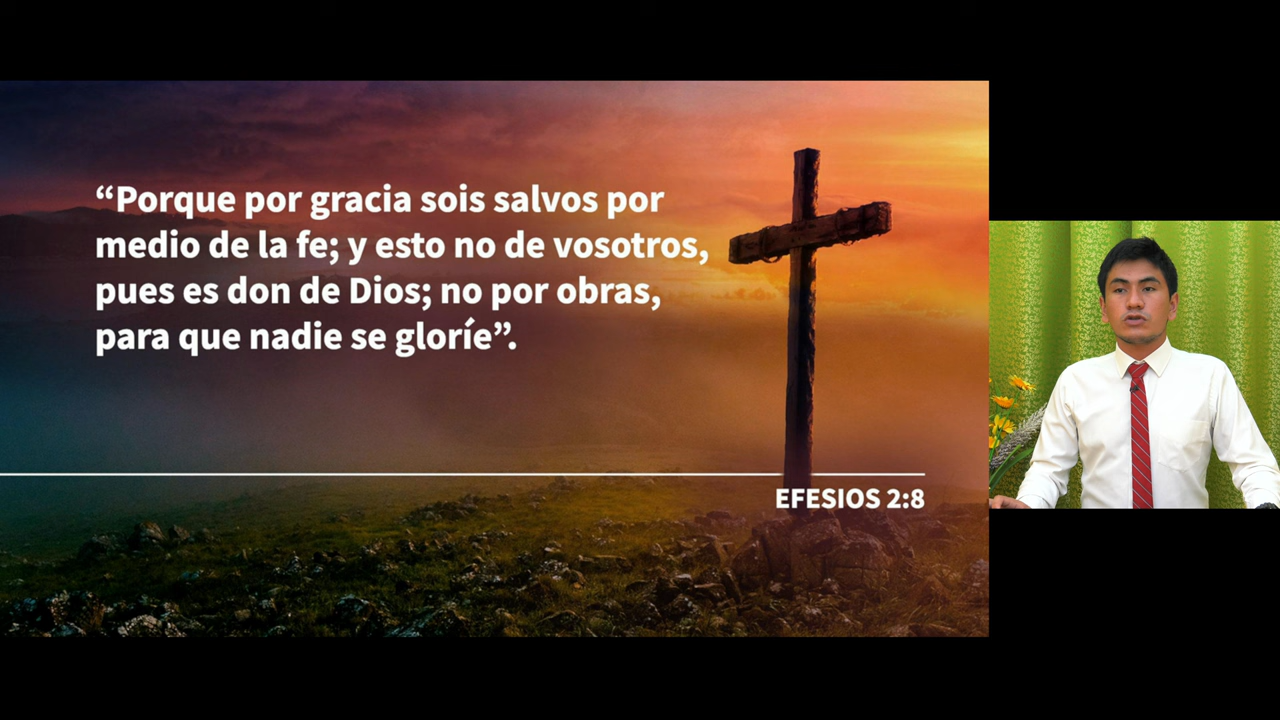 “Porque por gracia sois salvos por
medio de la fe; y esto no de vosotros,
pues es don de Dios; no por obras,
para que nadie se gloríe”.
EFESIOS 2:8